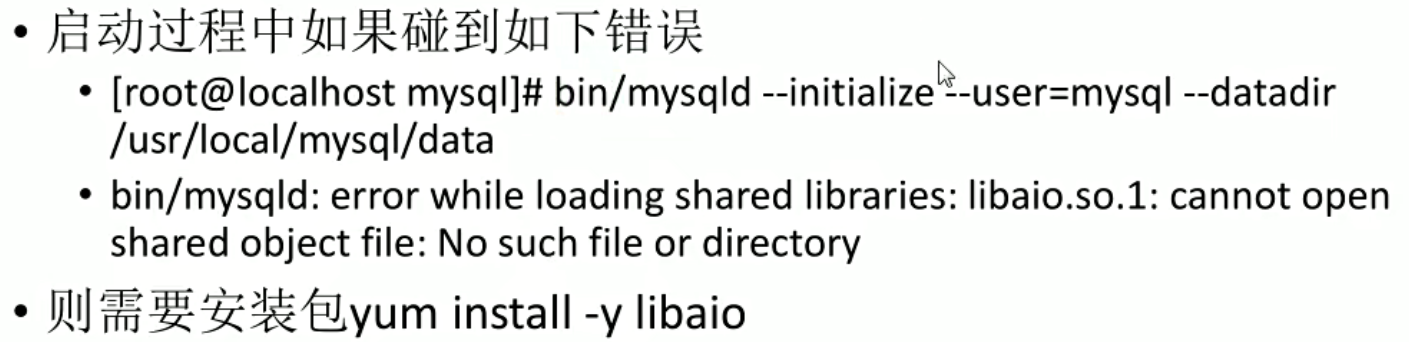 • 启动过程中如果碰到如下错误
• [root@localhost mysql]# bin/mysqld --initialize --user=mysql --datadir
/usr/local/mysql/data
• bin/mysqld: error while loading shared libraries: libaio.so.1: cannot open
shared object file: No such file or directory
• 则需要安装包yum install -y libaio